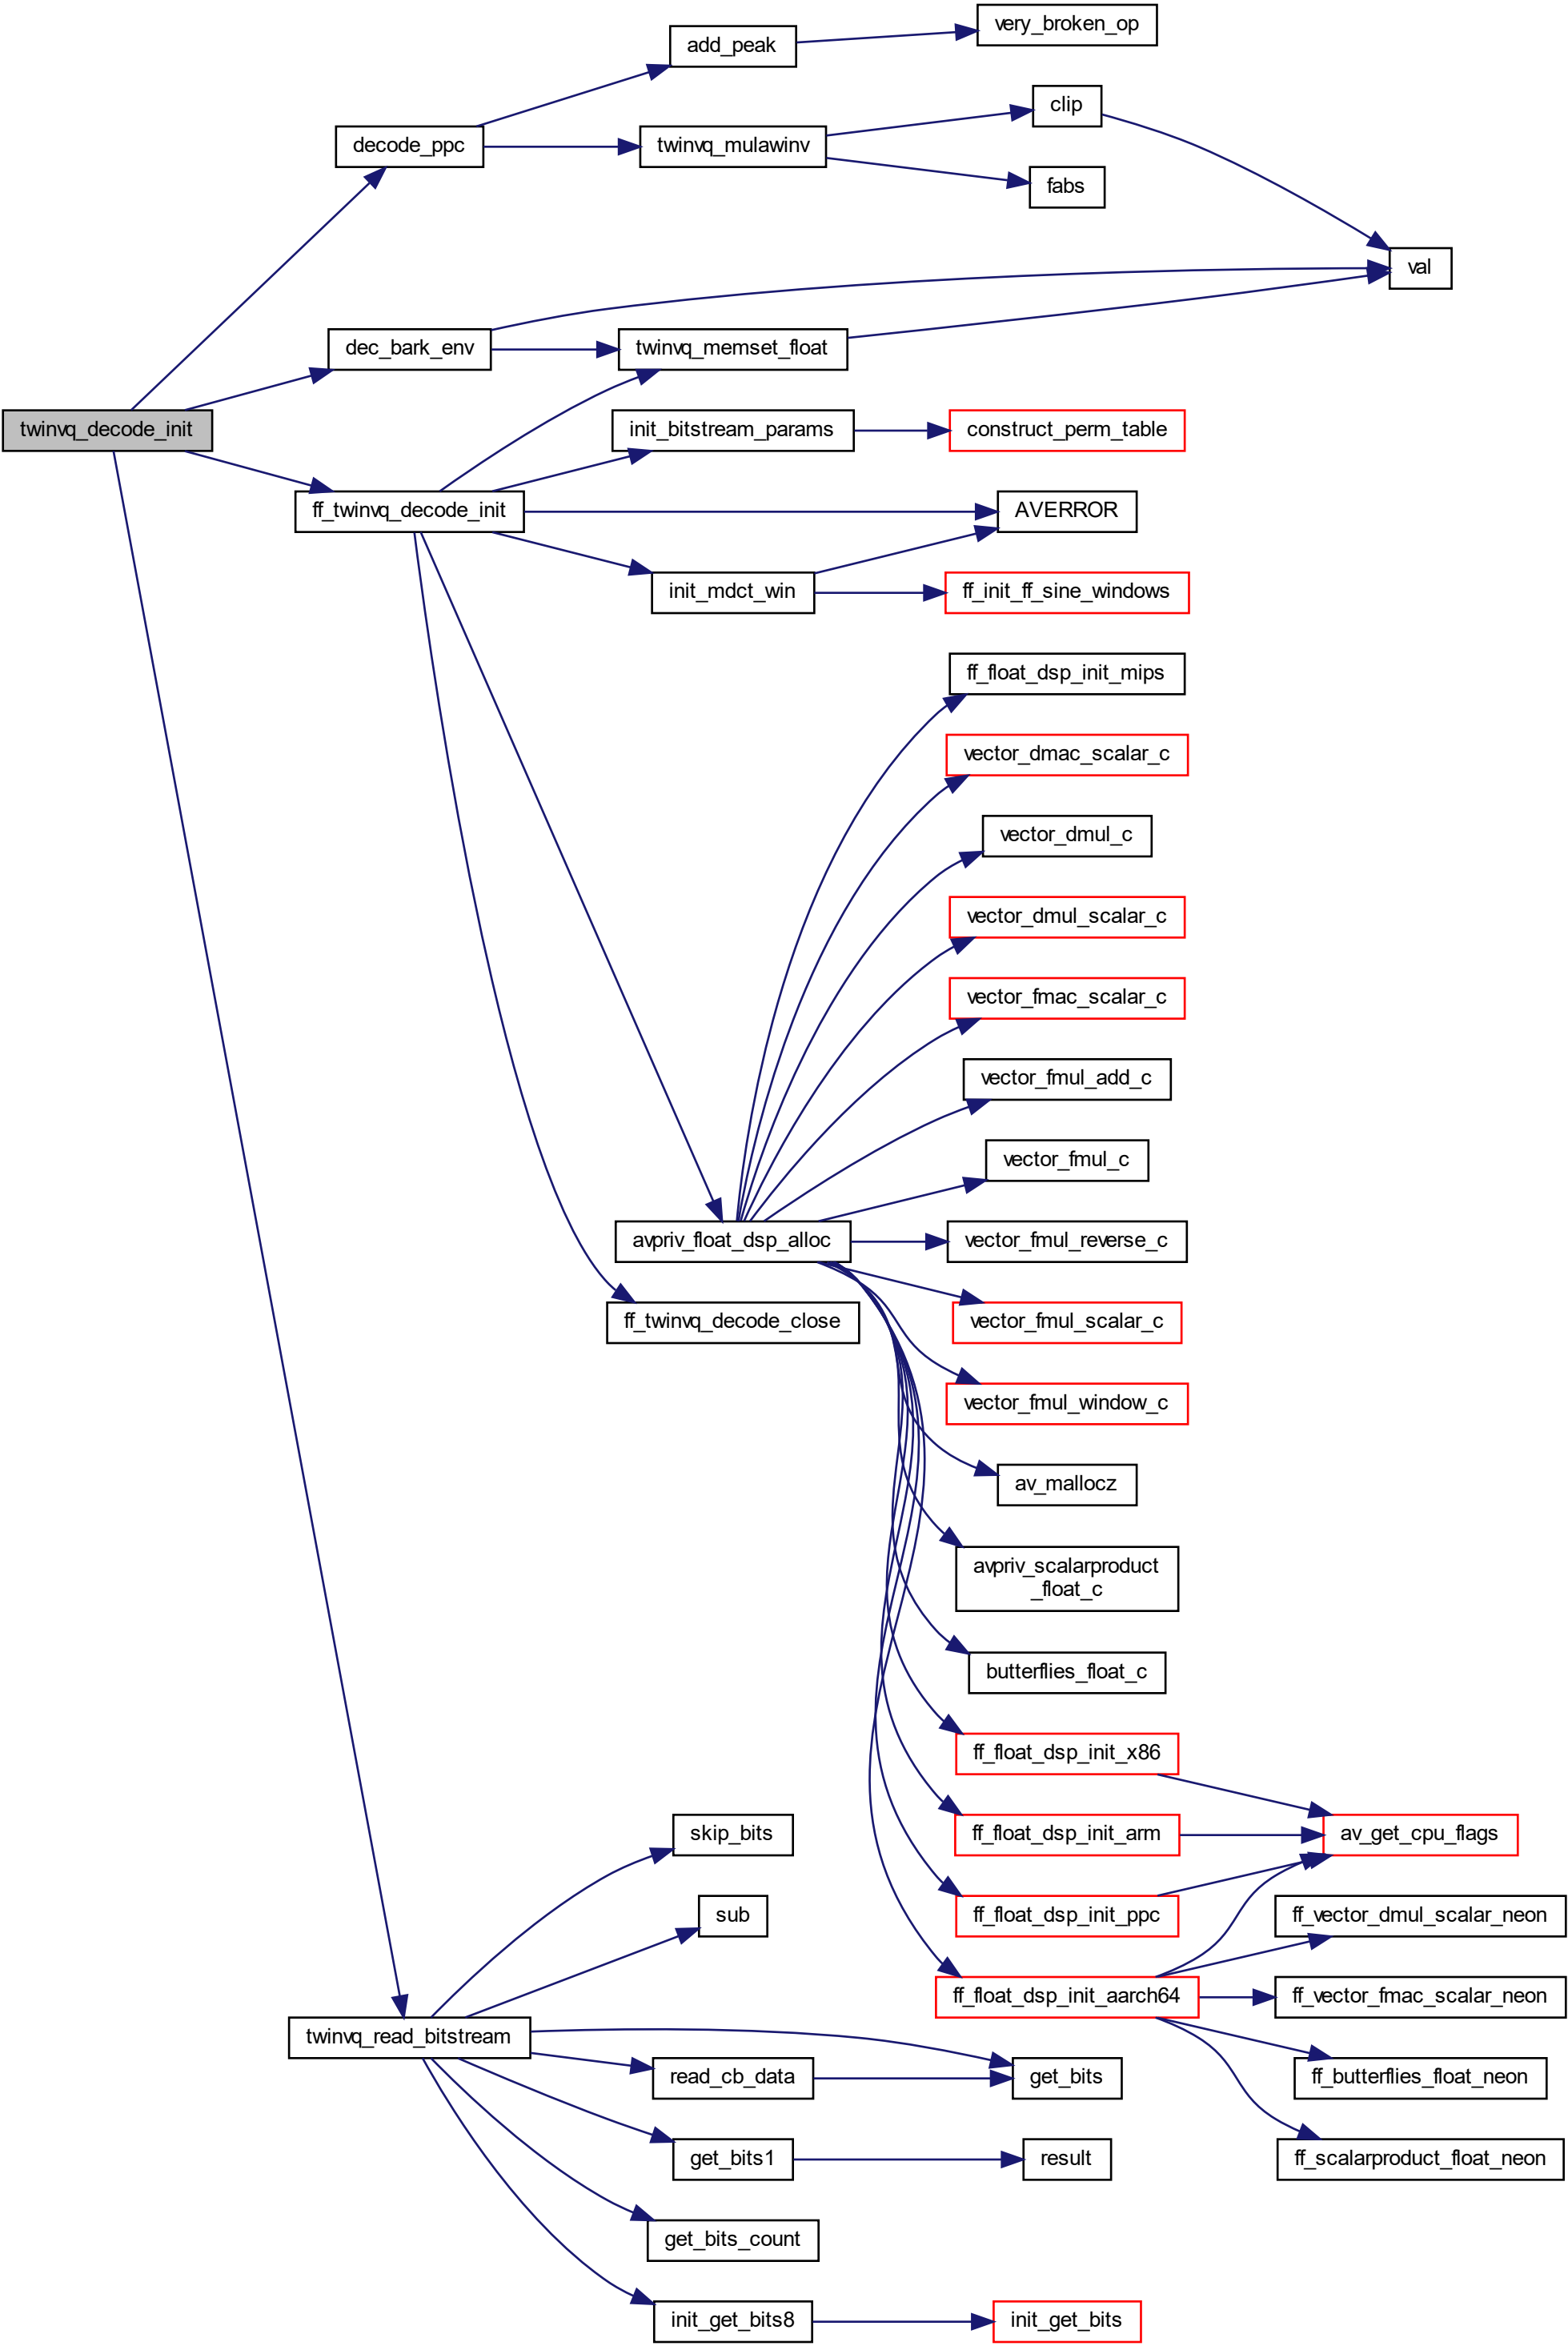 very_broken_op
add_peak
clip
decode_ppc
twinvq_mulawinv
fabs
val
dec_bark_env
twinvq_memset_float
twinvq_decode_init
init_bitstream_params
construct_perm_table
ff_twinvq_decode_init
AVERROR
init_mdct_win
ff_init_ff_sine_windows
ff_float_dsp_init_mips
vector_dmac_scalar_c
vector_dmul_c
vector_dmul_scalar_c
vector_fmac_scalar_c
vector_fmul_add_c
vector_fmul_c
avpriv_float_dsp_alloc
vector_fmul_reverse_c
ff_twinvq_decode_close
vector_fmul_scalar_c
vector_fmul_window_c
av_mallocz
avpriv_scalarproduct
_float_c
butterflies_float_c
ff_float_dsp_init_x86
skip_bits
ff_float_dsp_init_arm
av_get_cpu_flags
sub
ff_float_dsp_init_ppc
ff_vector_dmul_scalar_neon
ff_float_dsp_init_aarch64
ff_vector_fmac_scalar_neon
twinvq_read_bitstream
read_cb_data
get_bits
ff_butterflies_float_neon
get_bits1
result
ff_scalarproduct_float_neon
get_bits_count
init_get_bits8
init_get_bits